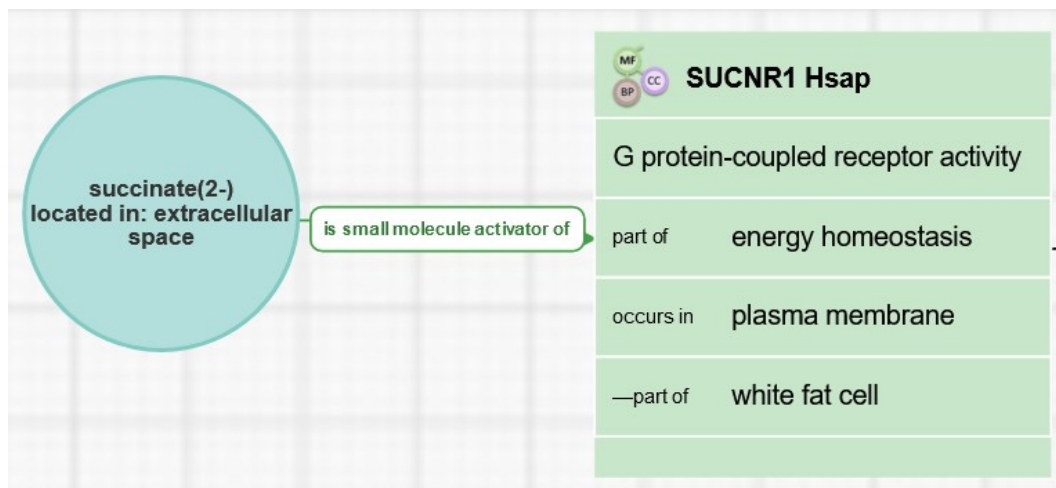 succinate(2-)
located in: extracellular
space
is small molecule activator of
MF
CC
BP
SUCNR1 Hsap
G protein-coupled receptor activity
part of energy homeostasis
occurs in plasma membrane
—part of white fat cell